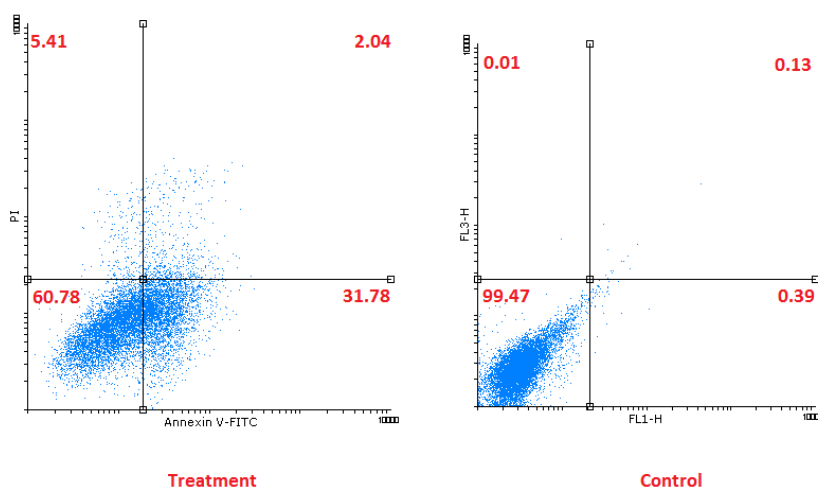 5.41 2.04
PI
60.78 31.78
Annexin V-FITC
Treatment
0.01 0.13
FL3-H
99.47 0.39
FL1-H
Control